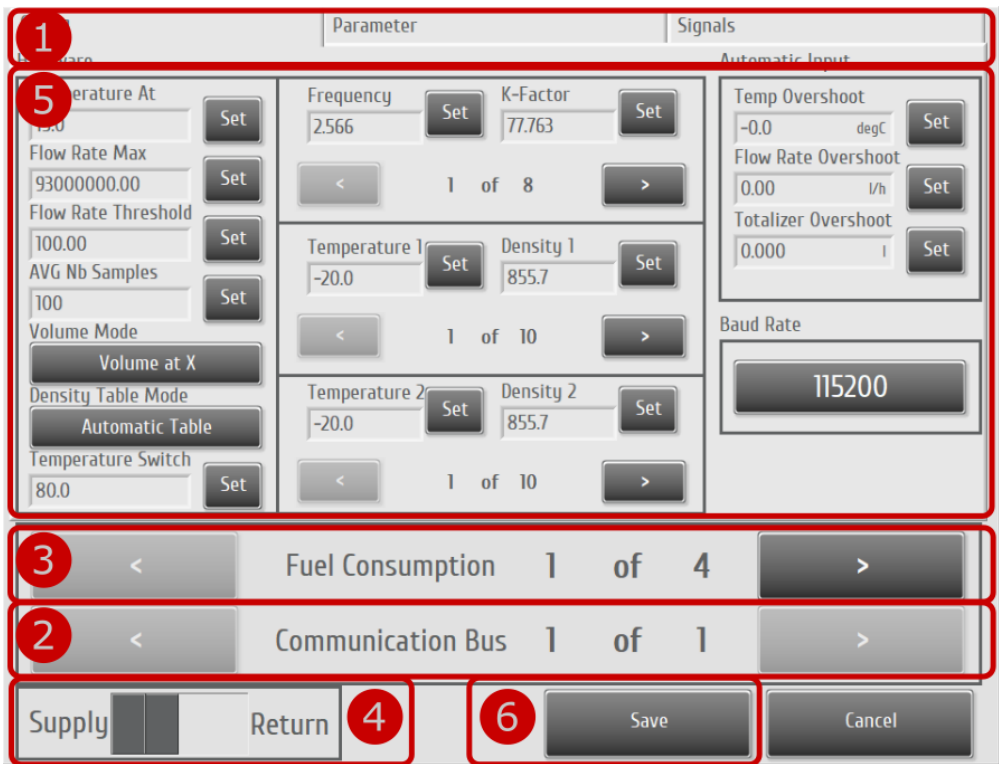 1
Parameter
Signals
Automatic Input
5
Temperature At
Set
Flow Rate Max
93000000.00
Set
Flow Rate Threshold
100.00
Set
AVG Nb Samples
100
Set
Volume Mode
Volume at X
Density Table Mode
Automatic Table
Temperature Switch
80.0
Set
Frequency
2.566
Set
K-Factor
77.763
Set
<
1 of 8
>
Temperature 1
-20.0
Set
Density 1
855.7
Set
<
1 of 10
>
Temperature 2
-20.0
Set
Density 2
855.7
Set
<
1 of 10
>
Temp Overshoot
-0.0 degC
Set
Flow Rate Overshoot
0.00 l/h
Set
Totalizer Overshoot
0.000 l
Set
Baud Rate
115200
3
<
Fuel Consumption 1 of 4
>
2
<
Communication Bus 1 of 1
>
Supply
Return
4
6
Save
Cancel